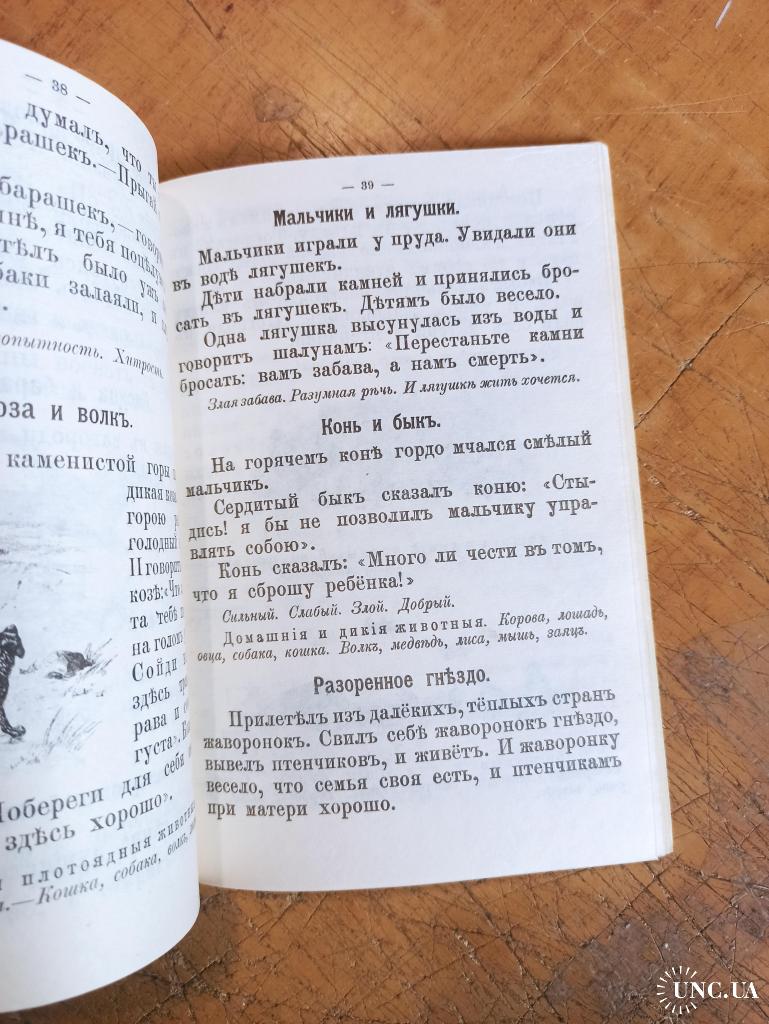 — 38 —
думалъ, что
барашекъ,—
я тебя
было ужъ
залаяли, и
Хитрость.
и волкъ.
каменистой горы
дикая
горою
голодный
И говоритъ
козѣ:
та тебѣ
на
Сойди
здѣсь
рава и
густа».
Побереги для себя
здѣсь хорошо».
плотоядныя
—Кошка, собака, волкъ,
— 39 —
Мальчики и лягушки.
Мальчики играли у пруда. Увидали они
въ водѣ лягушекъ.
Дѣти набрали камней и принялись бро-
сать въ лягушекъ. Дѣтямъ было весело.
Одна лягушка высунулась изъ воды и
говоритъ шалунамъ: «Перестаньте камни
бросать: вамъ забава, а намъ смерть».
Злая забава. Разумная рѣчь. И лягушкѣ жить хочется.
Конь и быкъ.
На горячемъ конѣ гордо мчался смѣлый
мальчикъ.
Сердитый быкъ сказалъ коню: «Сты-
дись! я бы не позволилъ мальчику упра-
влять собою».
Конь сказалъ: «Много ли чести въ томъ,
что я сброшу ребёнка!»
Сильный. Слабый. Злой. Добрый.
Домашнія и дикія животныя. Корова, лошадь,
овца, собака, кошка. Волкъ, медвѣдь, лиса, мышь, заяцъ.
Разоренное гнѣздо.
Прилетѣлъ изъ далёкихъ, тёплыхъ странъ
жаворонокъ. Свилъ себѣ жаворонокъ гнѣздо,
вывелъ птенчиковъ, и живётъ. И жаворонку
весело, что семья своя есть, и птенчикамъ
при матери хорошо.
UNC.UA